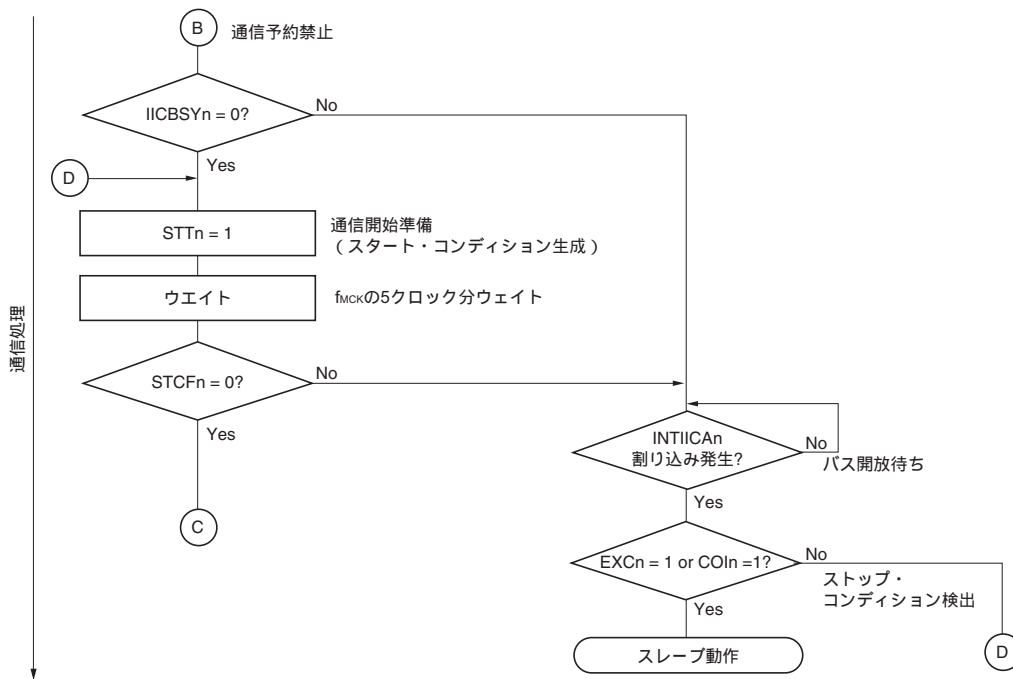 B 通信予約禁止
IICBSYn = 0?
No
Yes
D
STTn = 1
通信開始準備
(スタート・コンディション生成)
ウエイト
fMCKの5クロック分ウェイト
通信処理
STCFn = 0?
No
Yes
INTIICAn
割り込み発生?
No
バス開放待ち
Yes
C
EXCn = 1 or COIn =1?
No
ストップ・
コンディション検出
Yes
スレーブ動作
D